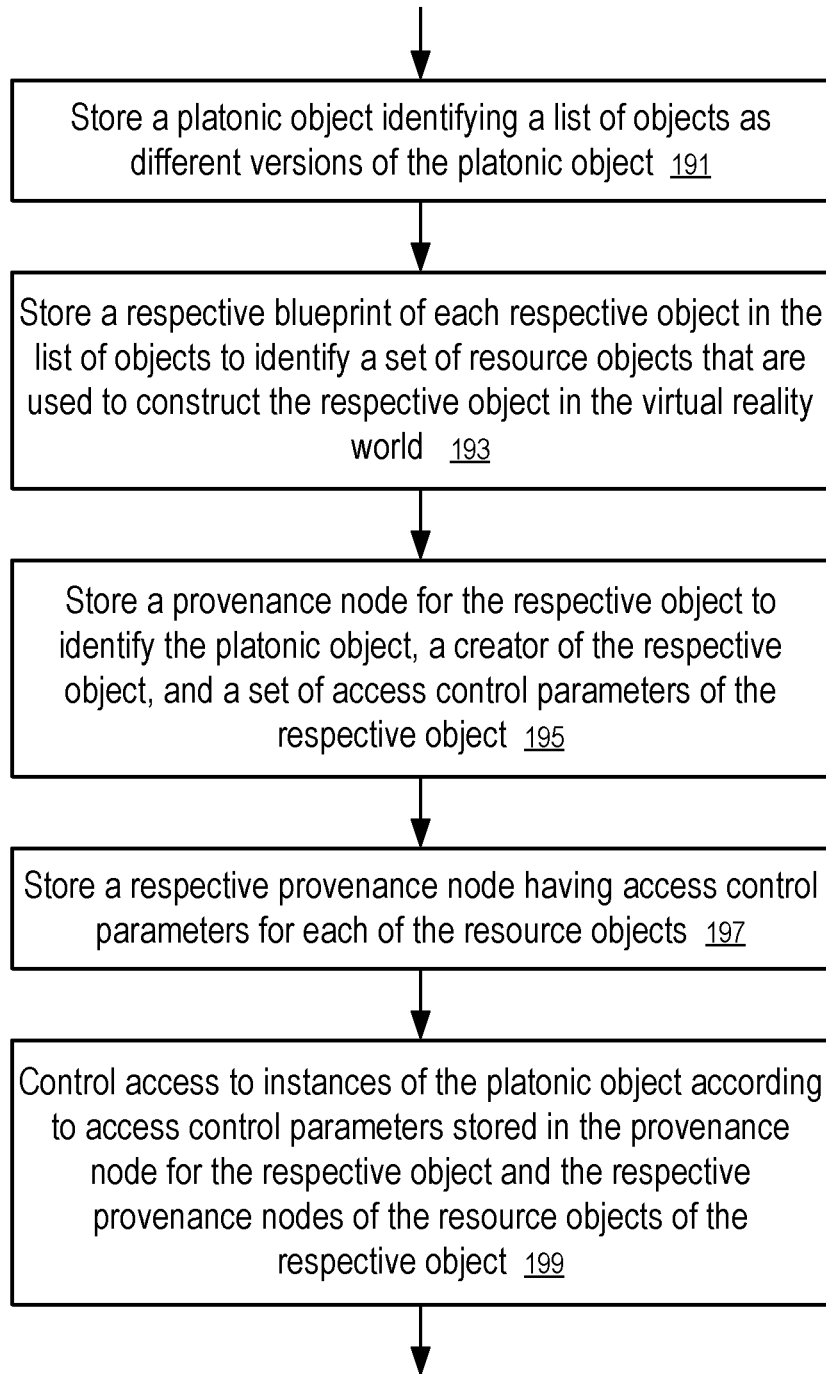 Store a platonic object identifying a list of objects as
different versions of the platonic object 191
Store a respective blueprint of each respective object in the
list of objects to identify a set of resource objects that are
used to construct the respective object in the virtual reality
world 193
Store a provenance node for the respective object to
identify the platonic object, a creator of the respective
object, and a set of access control parameters of the
respective object 195
Store a respective provenance node having access control
parameters for each of the resource objects 197
Control access to instances of the platonic object according
to access control parameters stored in the provenance
node for the respective object and the respective
provenance nodes of the resource objects of the
respective object 199